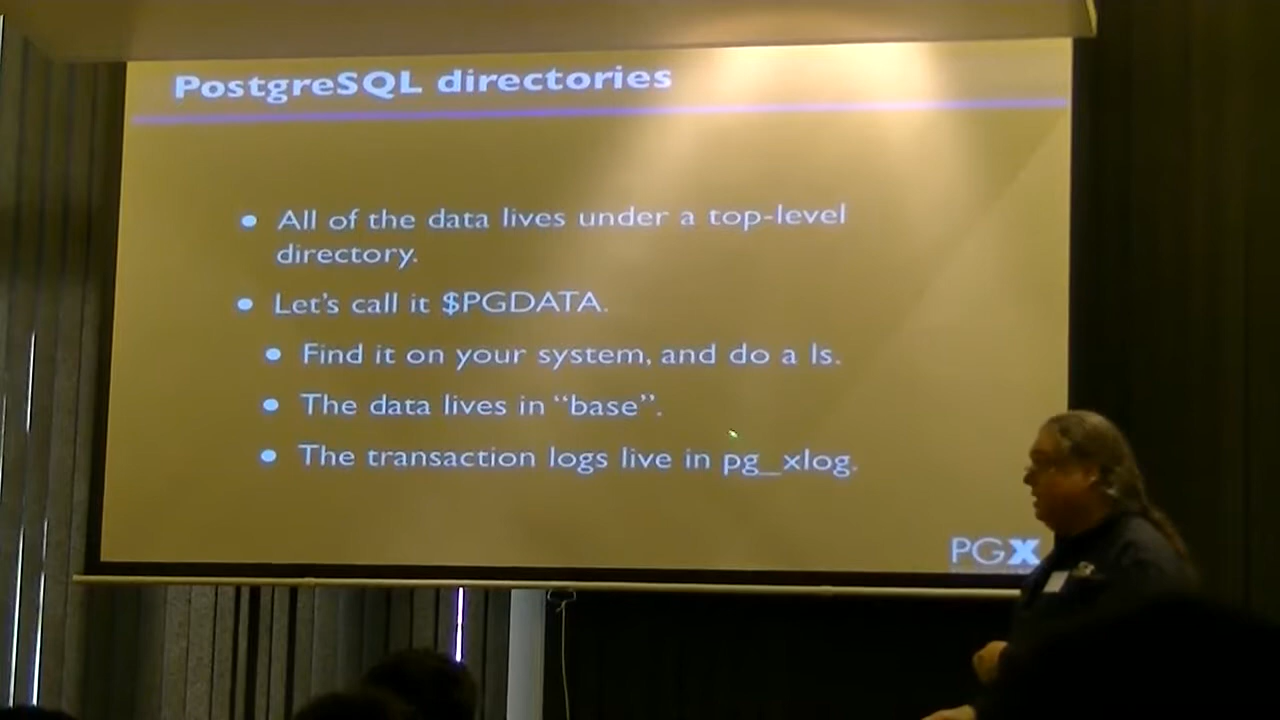 PostgreSQL directories
• All of the data lives under a top-level
directory.
• Let's call it $PGDATA.
• Find it on your system, and do a ls.
• The data lives in “base”.
• The transaction logs live in pg_xlog.
PGX